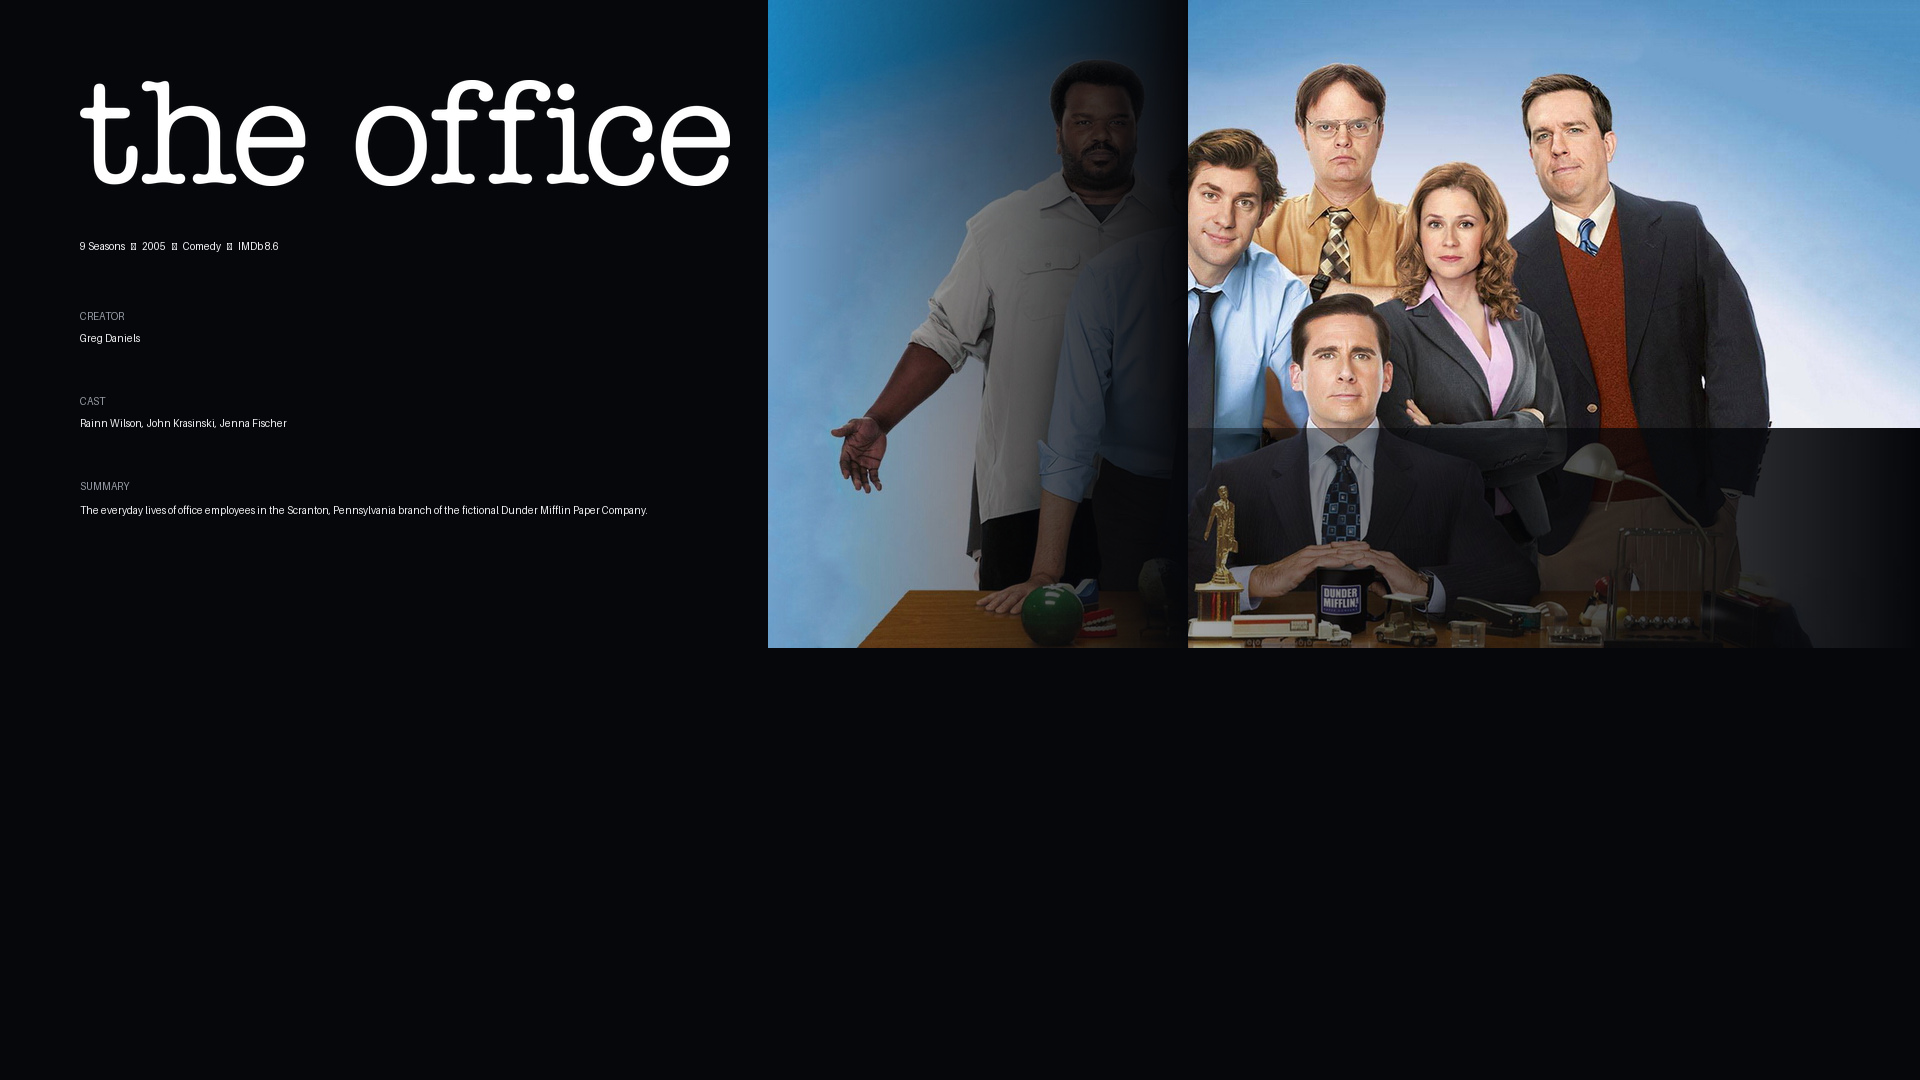 the office
9 Seasons ▯ 2005 ▯ Comedy ▯ IMDb 8.6
CREATOR
Greg Daniels
CAST
Rainn Wilson, John Krasinski, Jenna Fischer
SUMMARY
The everyday lives of office employees in the Scranton, Pennsylvania branch of the fictional Dunder Mifflin Paper Company.
DUNDER
MIFFLIN